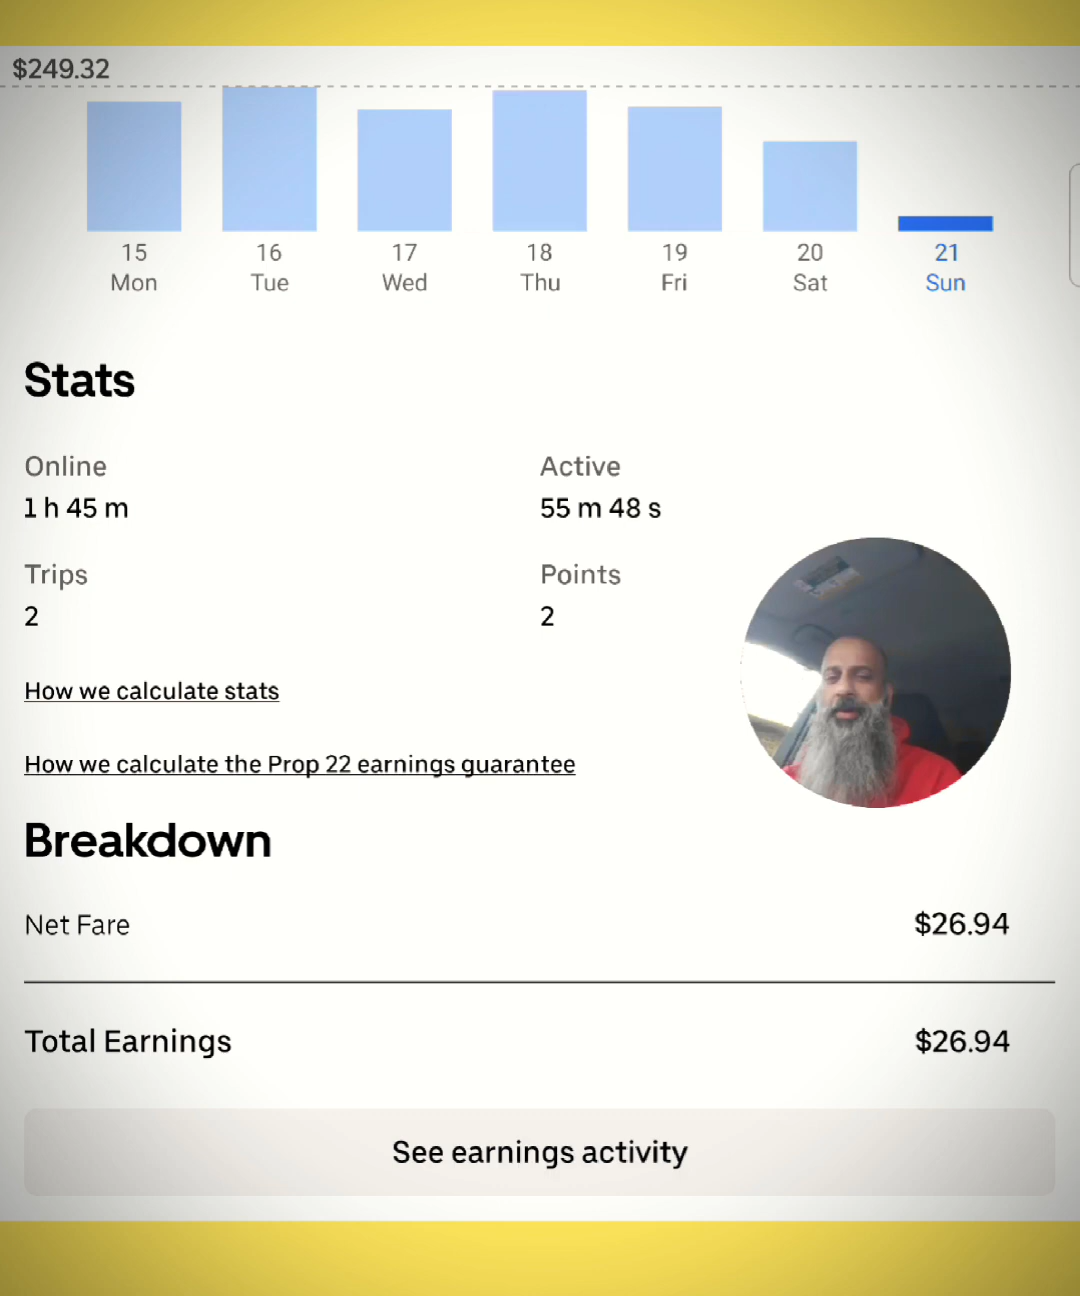 $249.32
15 16 17 18 19 20 21
Mon Tue Wed Thu Fri Sat Sun
Stats
Online Active
1 h 45 m 55 m 48 s
Trips Points
2 2
How we calculate stats
How we calculate the Prop 22 earnings guarantee
Breakdown
Net Fare $26.94
Total Earnings $26.94
See earnings activity